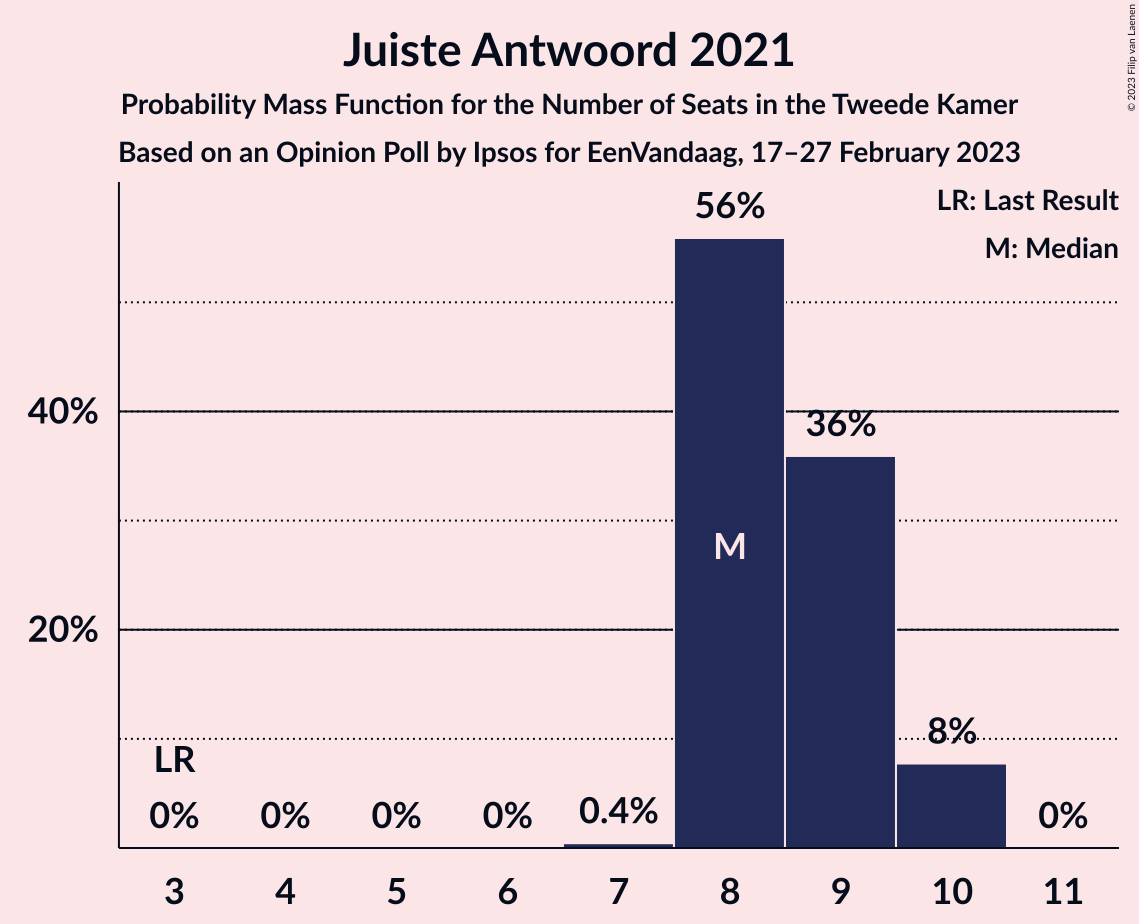 Juiste Antwoord 2021
Probability Mass Function for the Number of Seats in the Tweede Kamer
Based on an Opinion Poll by Ipsos for EenVandaag, 17–27 February 2023
© 2023 Filip van Laenen
LR: Last Result
M: Median
56%
40%
36%
M
20%
8%
LR
0%
0%
0%
0%
0.4%
0%
3 4 5 6 7 8 9 10 11